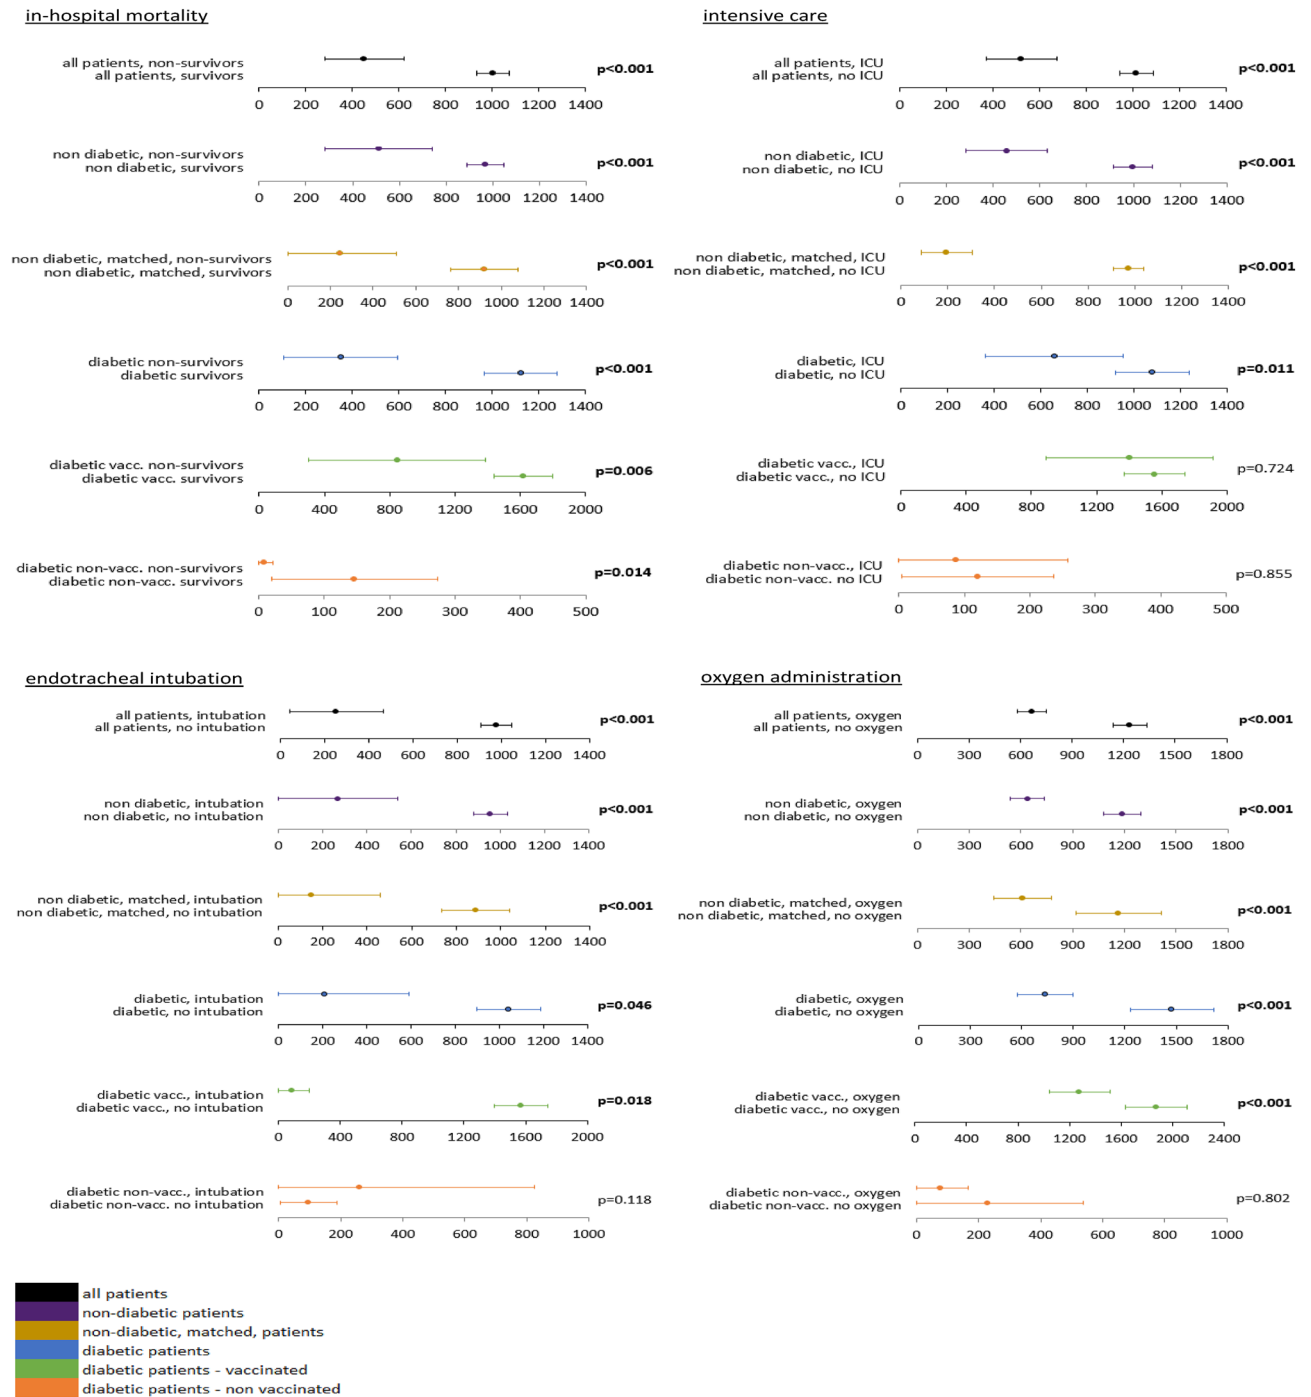 in-hospital mortality
all patients, non-survivors
all patients, survivors
p<0.001
0 200 400 600 800 1000 1200 1400
non diabetic, non-survivors
non diabetic, survivors
p<0.001
0 200 400 600 800 1000 1200 1400
non diabetic, matched, non-survivors
non diabetic, matched, survivors
p<0.001
0 200 400 600 800 1000 1200 1400
diabetic non-survivors
diabetic survivors
p<0.001
0 200 400 600 800 1000 1200 1400
diabetic vacc. non-survivors
diabetic vacc. survivors
p=0.006
0 400 800 1200 1600 2000
diabetic non-vacc. non-survivors
diabetic non-vacc. survivors
p=0.014
0 100 200 300 400 500
intensive care
all patients, ICU
all patients, no ICU
p<0.001
0 200 400 600 800 1000 1200 1400
non diabetic, ICU
non diabetic, no ICU
p<0.001
0 200 400 600 800 1000 1200 1400
non diabetic, matched, ICU
non diabetic, matched, no ICU
p<0.001
0 200 400 600 800 1000 1200 1400
diabetic, ICU
diabetic, no ICU
p=0.011
0 200 400 600 800 1000 1200 1400
diabetic vacc., ICU
diabetic vacc., no ICU
p=0.724
0 400 800 1200 1600 2000
diabetic non-vacc., ICU
diabetic non-vacc. no ICU
p=0.855
0 100 200 300 400 500
endotracheal intubation
all patients, intubation
all patients, no intubation
p<0.001
0 200 400 600 800 1000 1200 1400
non diabetic, intubation
non diabetic, no intubation
p<0.001
0 200 400 600 800 1000 1200 1400
non diabetic, matched, intubation
non diabetic, matched, no intubation
p<0.001
0 200 400 600 800 1000 1200 1400
diabetic, intubation
diabetic, no intubation
p=0.046
0 200 400 600 800 1000 1200 1400
diabetic vacc., intubation
diabetic vacc., no intubation
p=0.018
0 400 800 1200 1600 2000
diabetic non-vacc., intubation
diabetic non-vacc. no intubation
p=0.118
0 200 400 600 800 1000
oxygen administration
all patients, oxygen
all patients, no oxygen
p<0.001
0 300 600 900 1200 1500 1800
non diabetic, oxygen
non diabetic, no oxygen
p<0.001
0 300 600 900 1200 1500 1800
non diabetic, matched, oxygen
non diabetic, matched, no oxygen
p<0.001
0 300 600 900 1200 1500 1800
diabetic, oxygen
diabetic, no oxygen
p<0.001
0 300 600 900 1200 1500 1800
diabetic vacc., oxygen
diabetic vacc., no oxygen
p<0.001
0 400 800 1200 1600 2000 2400
diabetic non-vacc., oxygen
diabetic non-vacc. no oxygen
p=0.802
0 200 400 600 800 1000
all patients
non-diabetic patients
non-diabetic, matched, patients
diabetic patients
diabetic patients - vaccinated
diabetic patients - non vaccinated